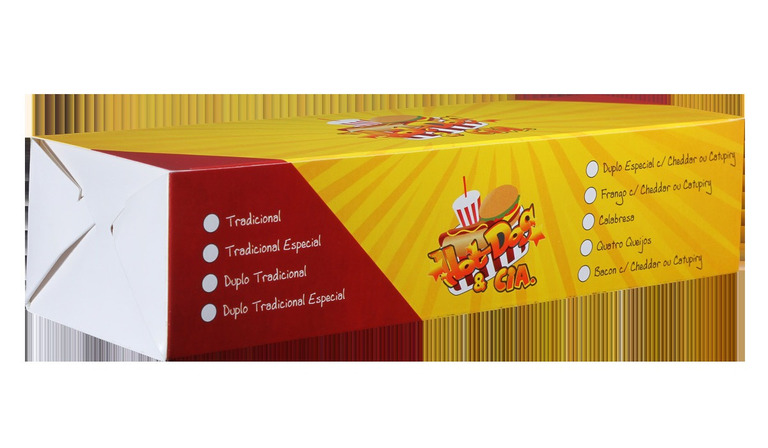 Tradicional
Tradicional Especial
Duplo Tradicional
Duplo Tradicional Especial
Hot Dog
& CIA.
Duplo Especial c/ Cheddar ou Catupiry
Frango c/ Cheddar ou Catupiry
Calabresa
Quatro Queijos
Bacon c/ Cheddar ou Catupiry